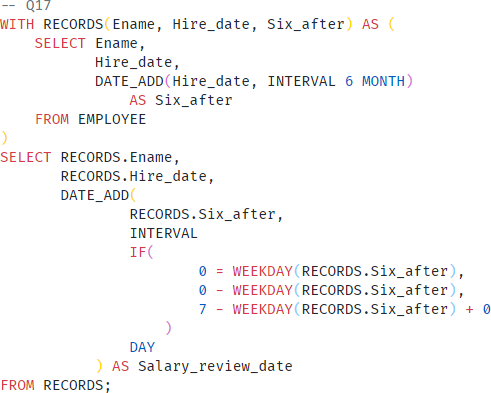 -- Q17
WITH RECORDS(Ename, Hire_date, Six_after) AS (
    SELECT Ename,
           Hire_date,
           DATE_ADD(Hire_date, INTERVAL 6 MONTH)
               AS Six_after
    FROM EMPLOYEE
)
SELECT RECORDS.Ename,
       RECORDS.Hire_date,
       DATE_ADD(
               RECORDS.Six_after,
               INTERVAL
               IF(
                       0 = WEEKDAY(RECORDS.Six_after),
                       0 - WEEKDAY(RECORDS.Six_after),
                       7 - WEEKDAY(RECORDS.Six_after) + 0
                   )
               DAY
           ) AS Salary_review_date
FROM RECORDS;